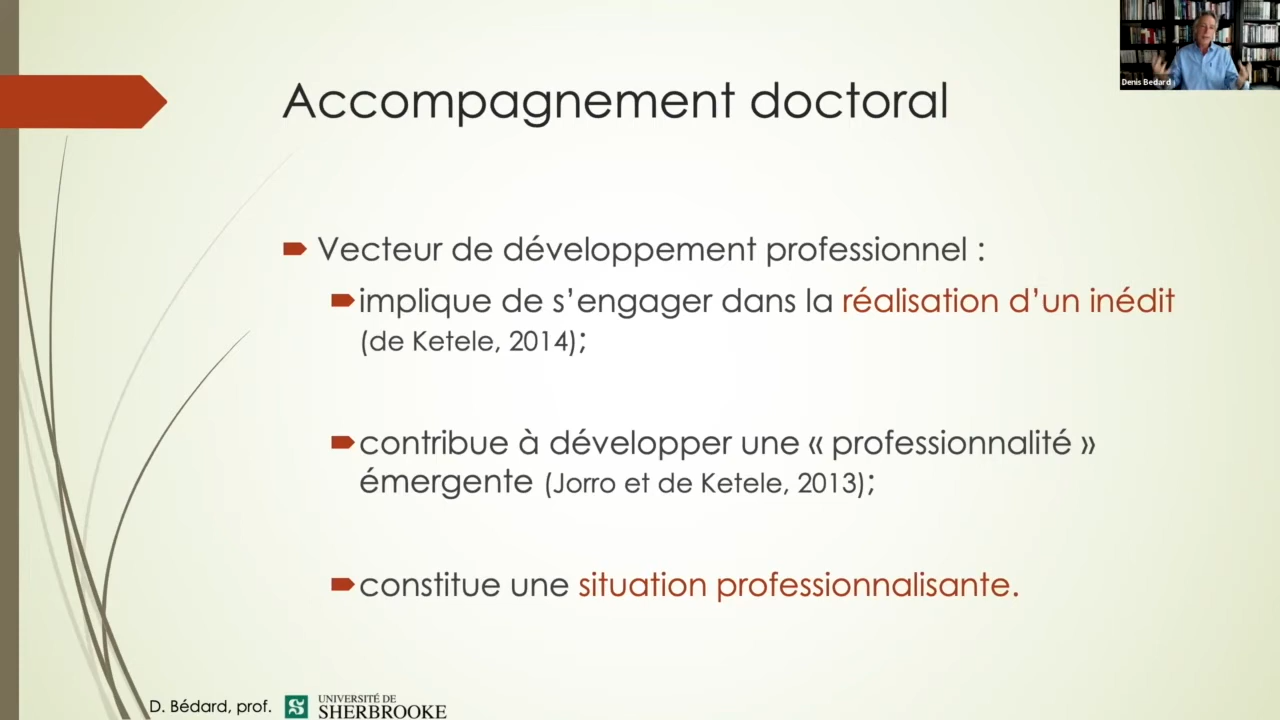 Denis Bedard
Accompagnement doctoral
Vecteur de développement professionnel :
implique de s’engager dans la réalisation d’un inédit
(de Ketele, 2014);
contribue à développer une « professionnalité »
émergente (Jorro et de Ketele, 2013);
constitue une situation professionnalisante.
D. Bédard, prof.
UNIVERSITÉ DE
SHERBROOKE